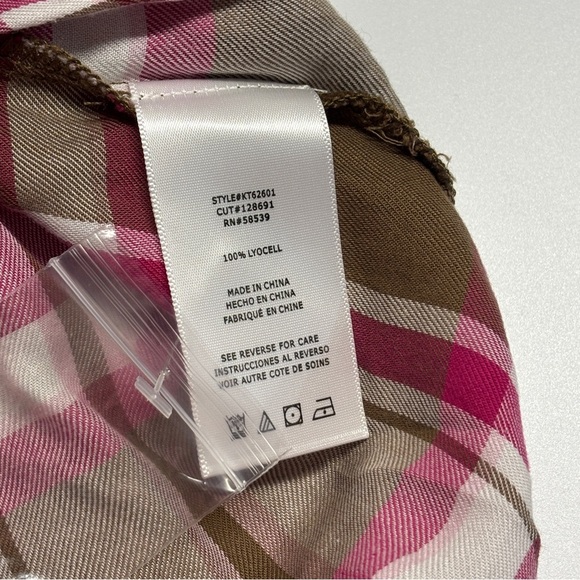 STYLE#KT62601
CUT#128691
RN#58539
100% LYOCELL
MADE IN CHINA
HECHO EN CHINA
FABRIQUÉ EN CHINE
SEE REVERSE FOR CARE
INSTRUCCIONES AL REVERSO
VOIR AUTRE COTE DE SOINS